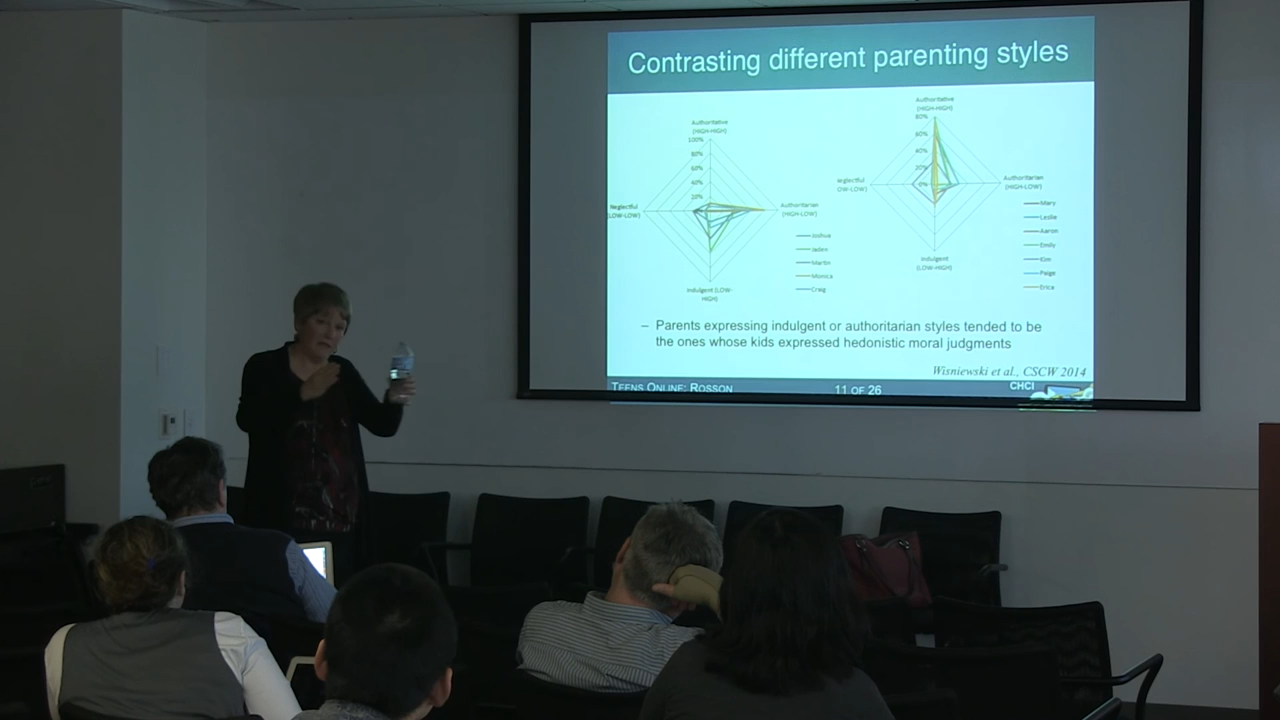 Contrasting different parenting styles
Authoritative
(HIGH-HIGH)
100%
80%
60%
40%
20%
Neglectful
(LOW-LOW)
Authoritarian
(HIGH-LOW)
Indulgent (LOW-
HIGH)
Joshua
Jaden
Martin
Monica
Craig
Authoritative
(HIGH-HIGH)
80%
60%
40%
20%
0%
Neglectful
OW-LOW)
Authoritarian
(HIGH-LOW)
Indulgent
(LOW-HIGH)
Mary
Leslie
Aaron
Emily
Kim
Paige
Erica
– Parents expressing indulgent or authoritarian styles tended to be
the ones whose kids expressed hedonistic moral judgments
Wisniewski et al., CSCW 2014
TEENS ONLINE: ROSSON
11 OF 26
CHCI